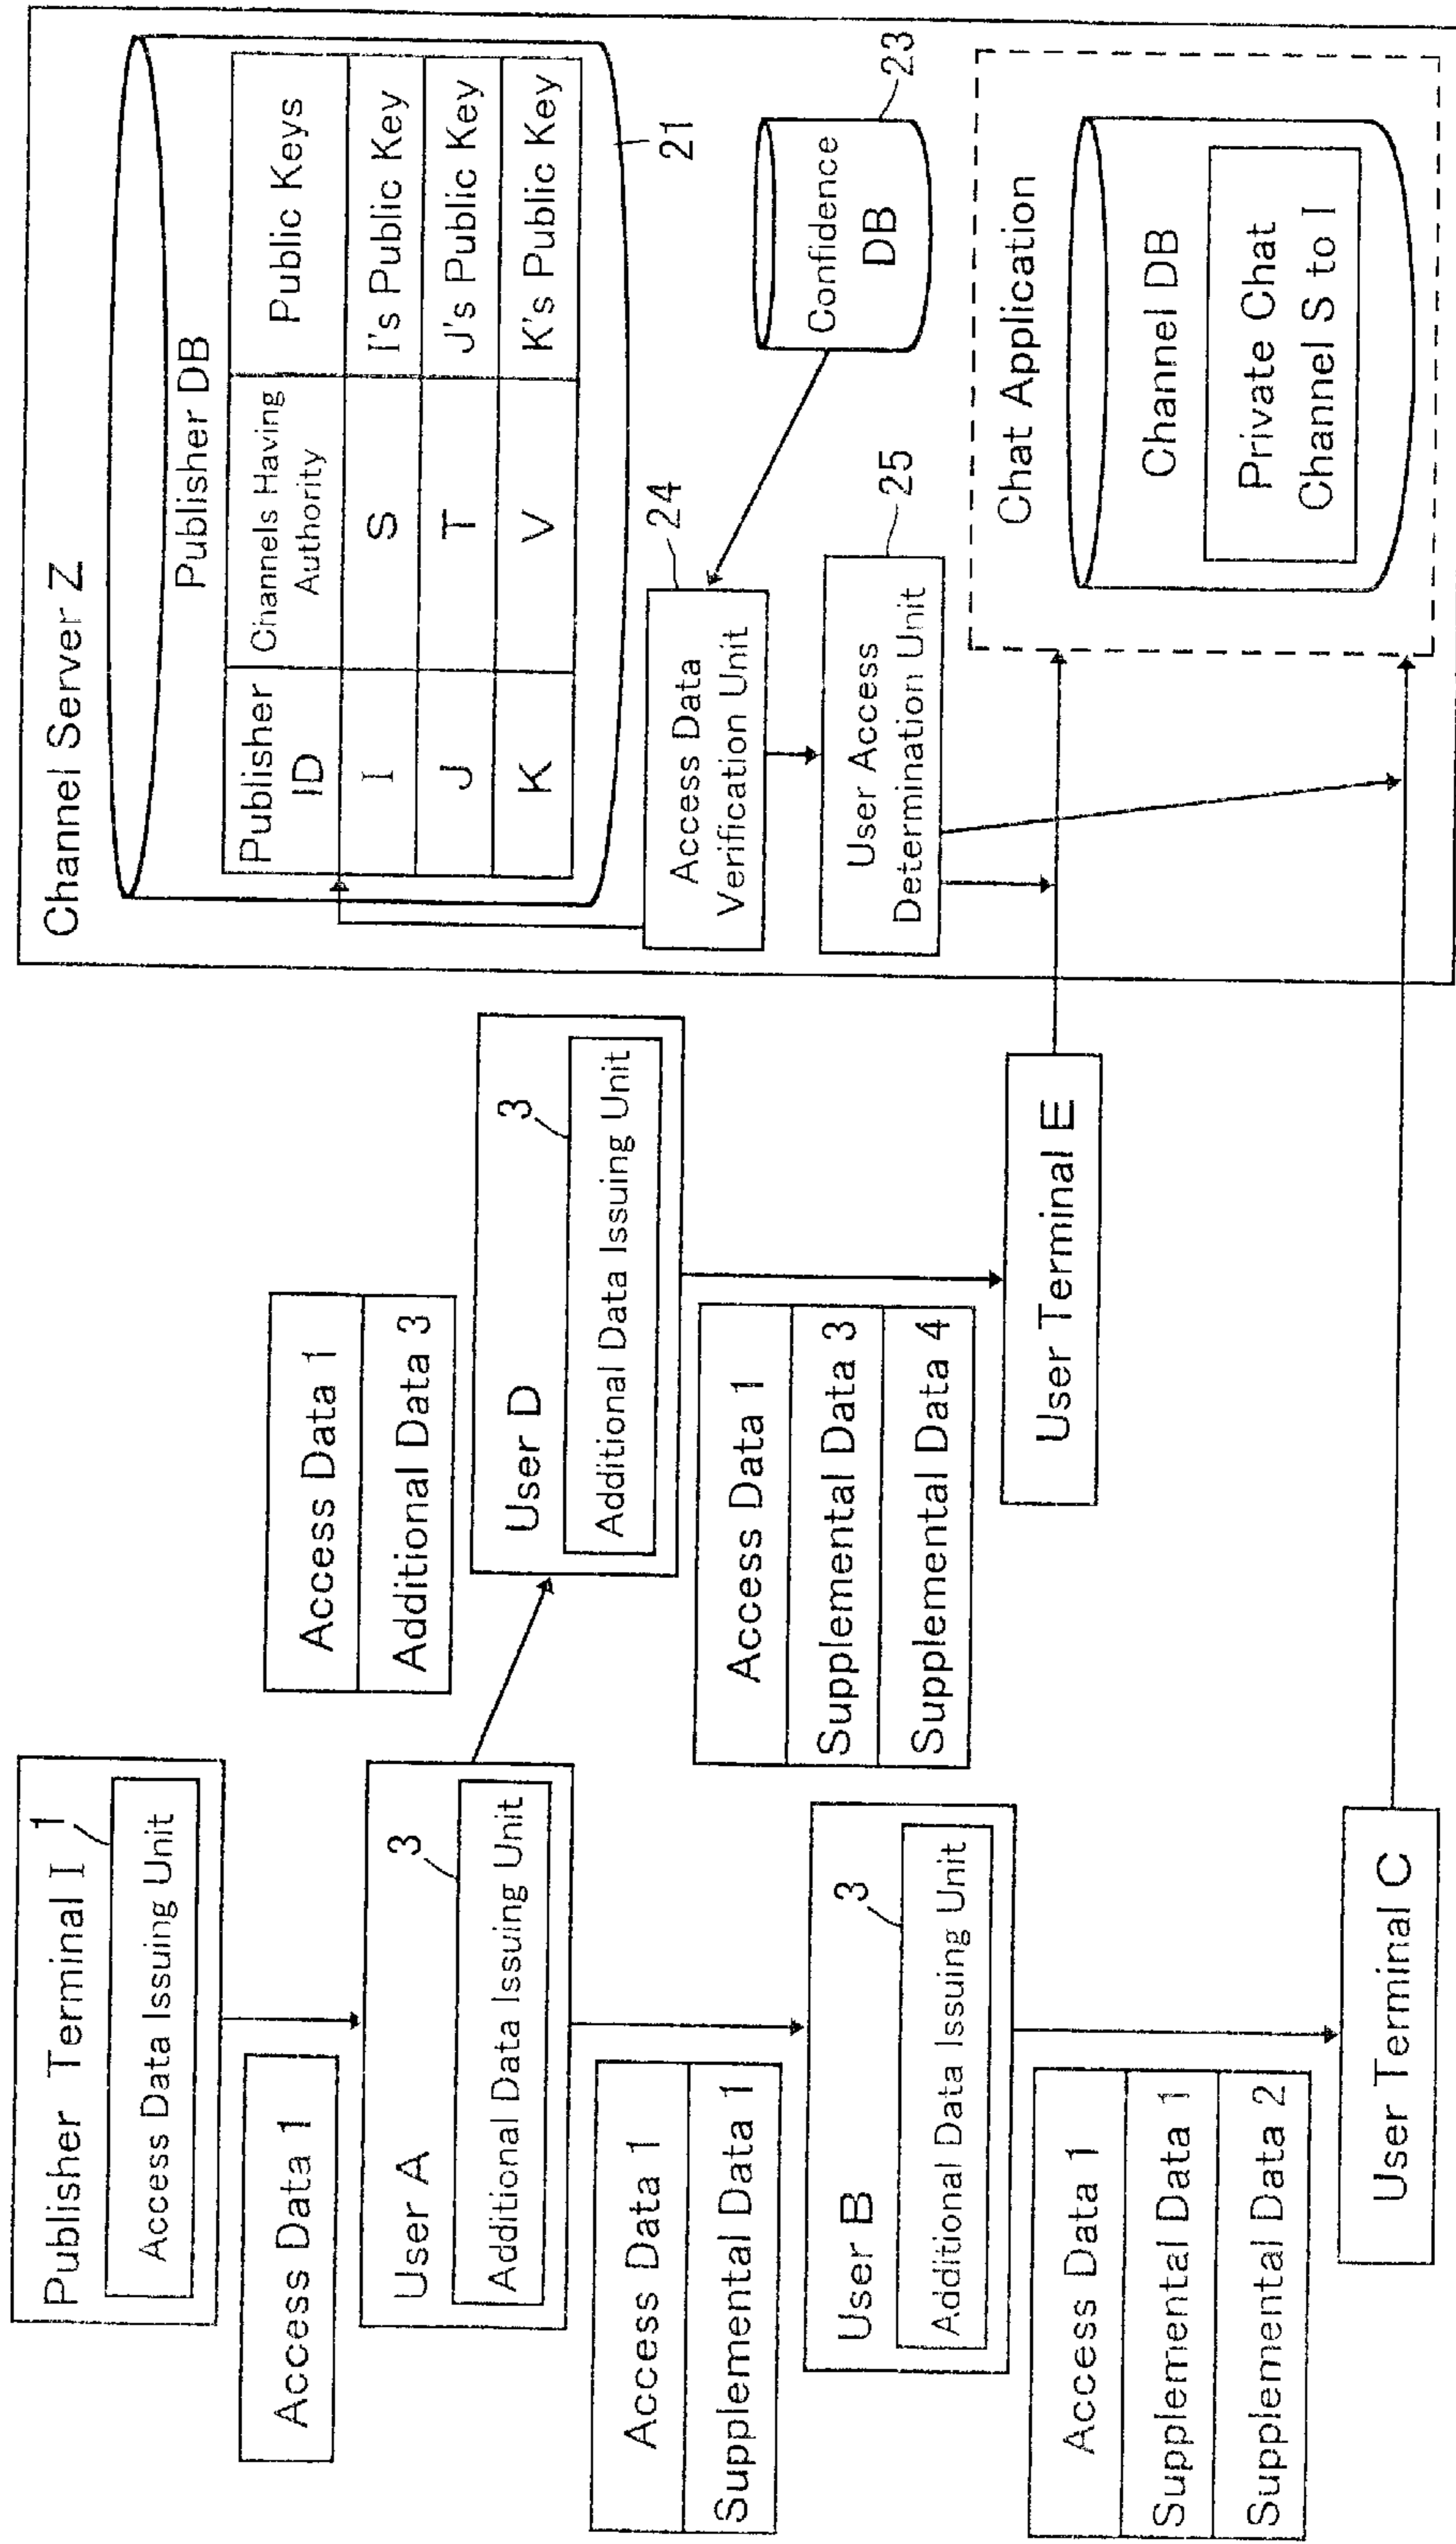 Publisher Terminal I
1
Access Data Issuing Unit
Access Data 1
User A
3
Additional Data Issuing Unit
Access Data 1
Supplemental Data 1
User B
3
Additional Data Issuing Unit
Access Data 1
Supplemental Data 1
Supplemental Data 2
User Terminal C
Access Data 1
Additional Data 3
User D
3
Additional Data Issuing Unit
Access Data 1
Supplemental Data 3
Supplemental Data 4
User Terminal E
Channel Server Z
Publisher DB
Publisher
ID
Channels Having
Authority
Public Keys
I
S
I's Public Key
J
T
J's Public Key
K
V
K's Public Key
21
Access Data
Verification Unit
24
Confidence
DB
23
User Access
Determination Unit
25
Chat Application
Channel DB
Private Chat
Channel S to I